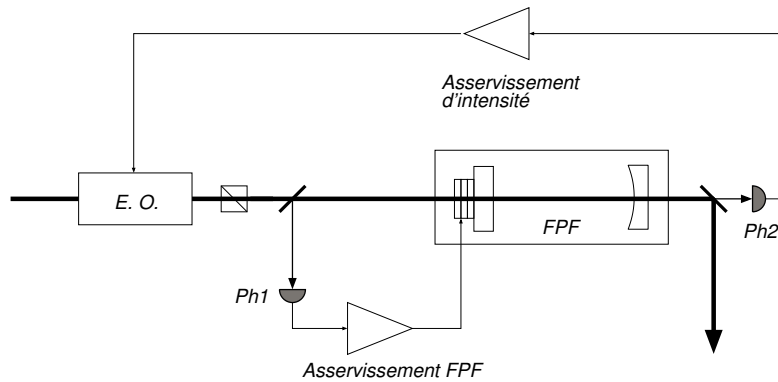 Asservissement
d'intensité
E. O.
FPF
Ph2
Ph1
Asservissement FPF